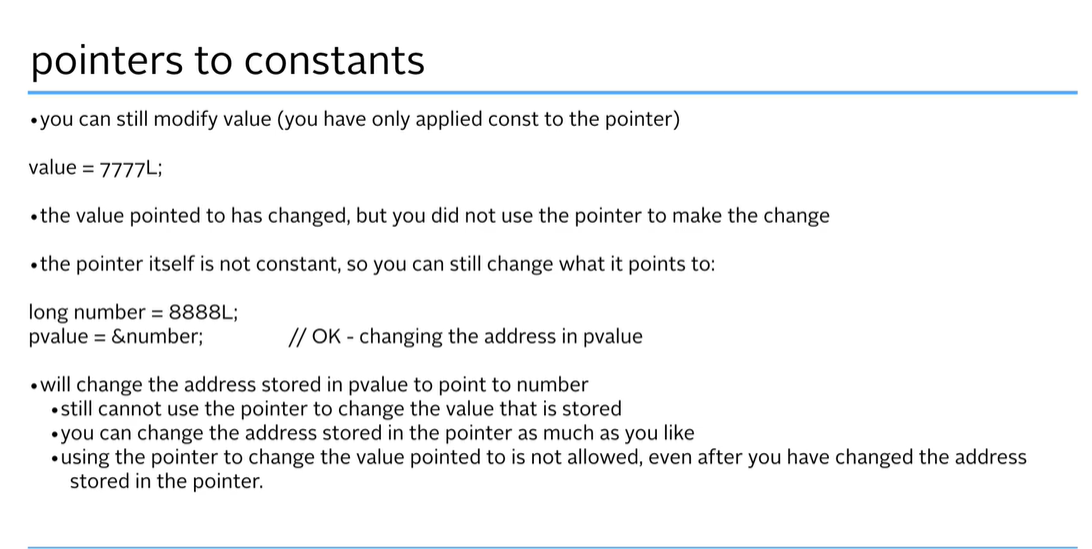 pointers to constants
•you can still modify value (you have only applied const to the pointer)
value = 7777L;
•the value pointed to has changed, but you did not use the pointer to make the change
•the pointer itself is not constant, so you can still change what it points to:
long number = 8888L;
pvalue = &number; // OK - changing the address in pvalue
•will change the address stored in pvalue to point to number
•still cannot use the pointer to change the value that is stored
•you can change the address stored in the pointer as much as you like
•using the pointer to change the value pointed to is not allowed, even after you have changed the address
stored in the pointer.